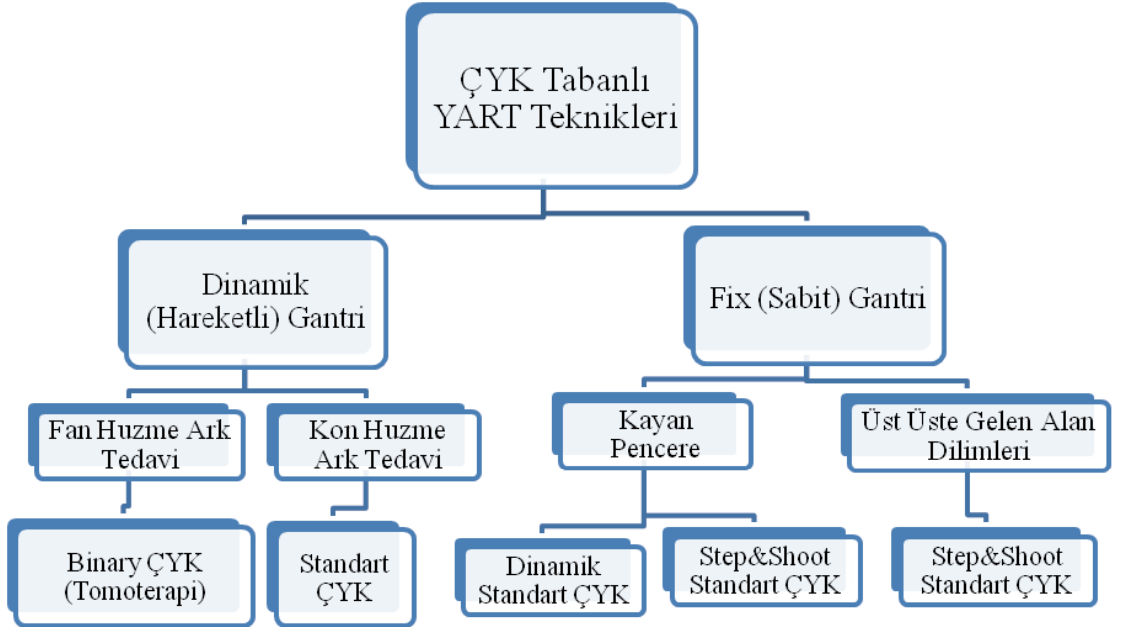 ÇYK Tabanlı
YART Teknikleri
Dinamik
(Hareketli) Gantri
Fix (Sabit) Gantri
Fan Huzme Ark
Tedavi
Kon Huzme
Ark Tedavi
Kayan
Pencere
Üst Üste Gelen Alan
Dilimleri
Binary ÇYK
(Tomoterapi)
Standart
ÇYK
Dinamik
Standart ÇYK
Step&Shoot
Standart ÇYK
Step&Shoot
Standart ÇYK